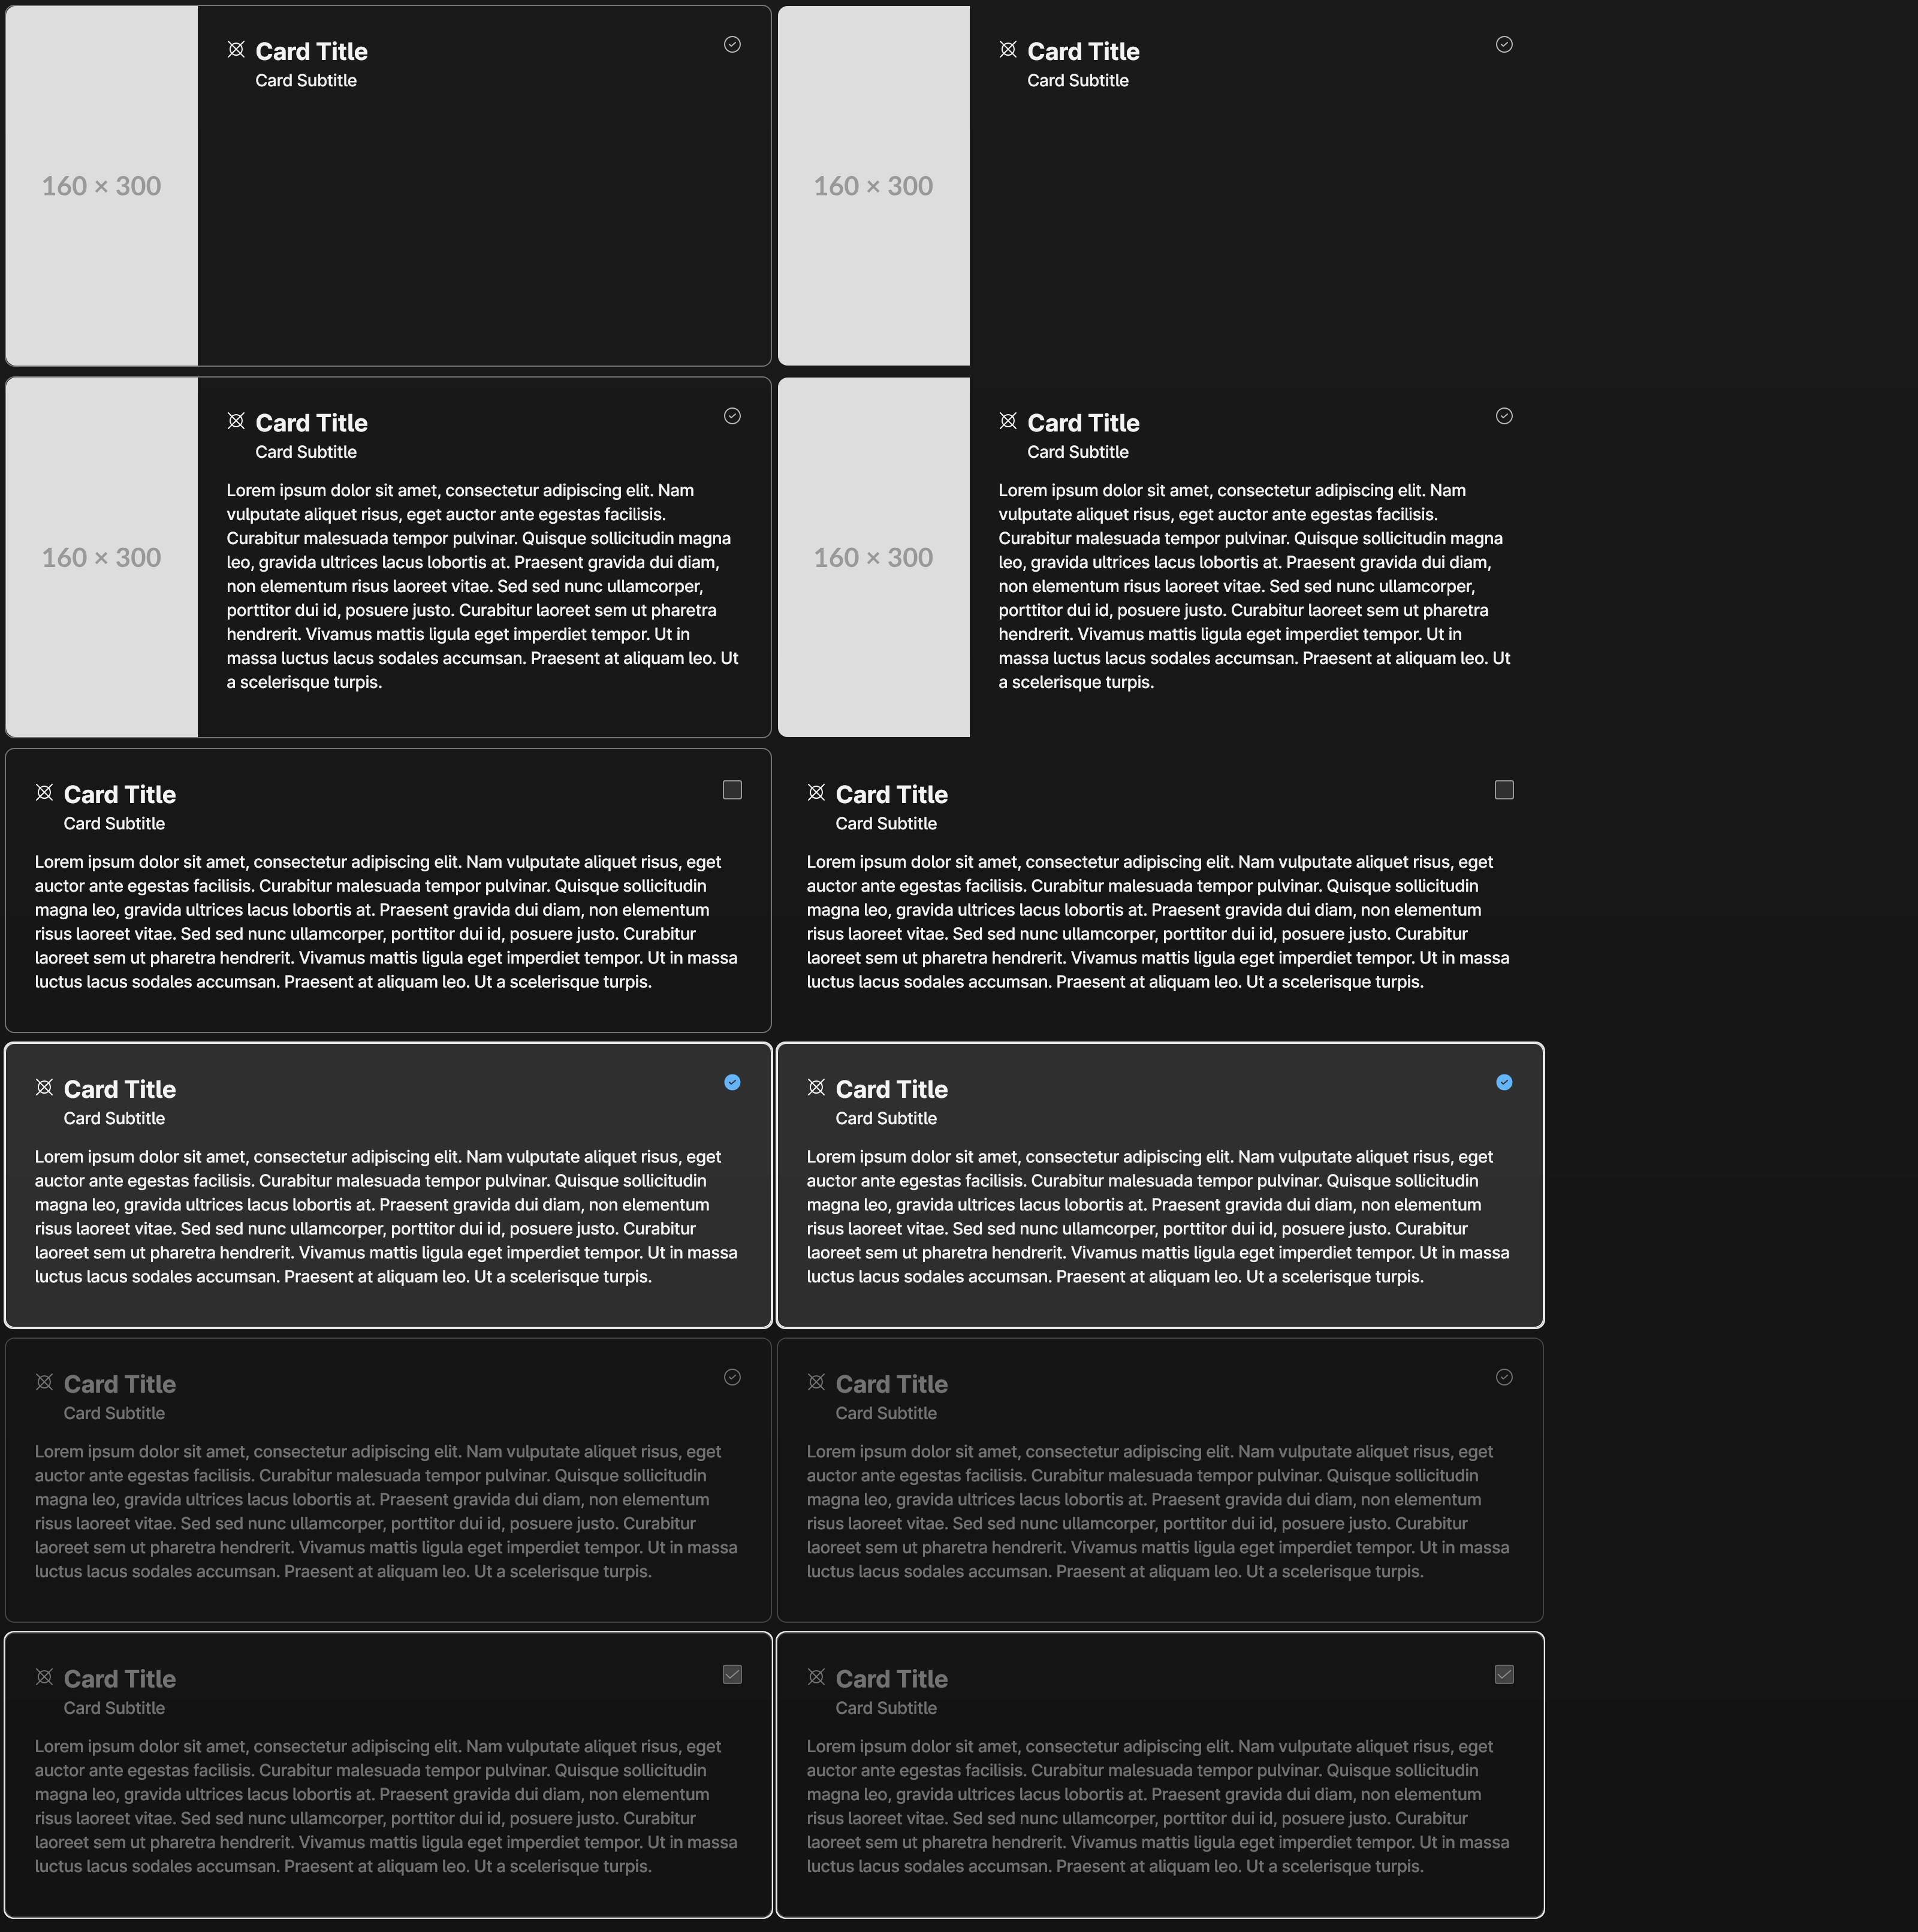 160 × 300
Card Title
Card Subtitle
160 × 300
Card Title
Card Subtitle
160 × 300
Card Title
Card Subtitle
Lorem ipsum dolor sit amet, consectetur adipiscing elit. Nam
vulputate aliquet risus, eget auctor ante egestas facilisis.
Curabitur malesuada tempor pulvinar. Quisque sollicitudin magna
leo, gravida ultrices lacus lobortis at. Praesent gravida dui diam,
non elementum risus laoreet vitae. Sed sed nunc ullamcorper,
porttitor dui id, posuere justo. Curabitur laoreet sem ut pharetra
hendrerit. Vivamus mattis ligula eget imperdiet tempor. Ut in
massa luctus lacus sodales accumsan. Praesent at aliquam leo. Ut
a scelerisque turpis.
160 × 300
Card Title
Card Subtitle
Lorem ipsum dolor sit amet, consectetur adipiscing elit. Nam
vulputate aliquet risus, eget auctor ante egestas facilisis.
Curabitur malesuada tempor pulvinar. Quisque sollicitudin magna
leo, gravida ultrices lacus lobortis at. Praesent gravida dui diam,
non elementum risus laoreet vitae. Sed sed nunc ullamcorper,
porttitor dui id, posuere justo. Curabitur laoreet sem ut pharetra
hendrerit. Vivamus mattis ligula eget imperdiet tempor. Ut in
massa luctus lacus sodales accumsan. Praesent at aliquam leo. Ut
a scelerisque turpis.
Card Title
Card Subtitle
Lorem ipsum dolor sit amet, consectetur adipiscing elit. Nam vulputate aliquet risus, eget
auctor ante egestas facilisis. Curabitur malesuada tempor pulvinar. Quisque sollicitudin
magna leo, gravida ultrices lacus lobortis at. Praesent gravida dui diam, non elementum
risus laoreet vitae. Sed sed nunc ullamcorper, porttitor dui id, posuere justo. Curabitur
laoreet sem ut pharetra hendrerit. Vivamus mattis ligula eget imperdiet tempor. Ut in massa
luctus lacus sodales accumsan. Praesent at aliquam leo. Ut a scelerisque turpis.
Card Title
Card Subtitle
Lorem ipsum dolor sit amet, consectetur adipiscing elit. Nam vulputate aliquet risus, eget
auctor ante egestas facilisis. Curabitur malesuada tempor pulvinar. Quisque sollicitudin
magna leo, gravida ultrices lacus lobortis at. Praesent gravida dui diam, non elementum
risus laoreet vitae. Sed sed nunc ullamcorper, porttitor dui id, posuere justo. Curabitur
laoreet sem ut pharetra hendrerit. Vivamus mattis ligula eget imperdiet tempor. Ut in massa
luctus lacus sodales accumsan. Praesent at aliquam leo. Ut a scelerisque turpis.
Card Title
Card Subtitle
Lorem ipsum dolor sit amet, consectetur adipiscing elit. Nam vulputate aliquet risus, eget
auctor ante egestas facilisis. Curabitur malesuada tempor pulvinar. Quisque sollicitudin
magna leo, gravida ultrices lacus lobortis at. Praesent gravida dui diam, non elementum
risus laoreet vitae. Sed sed nunc ullamcorper, porttitor dui id, posuere justo. Curabitur
laoreet sem ut pharetra hendrerit. Vivamus mattis ligula eget imperdiet tempor. Ut in massa
luctus lacus sodales accumsan. Praesent at aliquam leo. Ut a scelerisque turpis.
Card Title
Card Subtitle
Lorem ipsum dolor sit amet, consectetur adipiscing elit. Nam vulputate aliquet risus, eget
auctor ante egestas facilisis. Curabitur malesuada tempor pulvinar. Quisque sollicitudin
magna leo, gravida ultrices lacus lobortis at. Praesent gravida dui diam, non elementum
risus laoreet vitae. Sed sed nunc ullamcorper, porttitor dui id, posuere justo. Curabitur
laoreet sem ut pharetra hendrerit. Vivamus mattis ligula eget imperdiet tempor. Ut in massa
luctus lacus sodales accumsan. Praesent at aliquam leo. Ut a scelerisque turpis.
Card Title
Card Subtitle
Lorem ipsum dolor sit amet, consectetur adipiscing elit. Nam vulputate aliquet risus, eget
auctor ante egestas facilisis. Curabitur malesuada tempor pulvinar. Quisque sollicitudin
magna leo, gravida ultrices lacus lobortis at. Praesent gravida dui diam, non elementum
risus laoreet vitae. Sed sed nunc ullamcorper, porttitor dui id, posuere justo. Curabitur
laoreet sem ut pharetra hendrerit. Vivamus mattis ligula eget imperdiet tempor. Ut in massa
luctus lacus sodales accumsan. Praesent at aliquam leo. Ut a scelerisque turpis.
Card Title
Card Subtitle
Lorem ipsum dolor sit amet, consectetur adipiscing elit. Nam vulputate aliquet risus, eget
auctor ante egestas facilisis. Curabitur malesuada tempor pulvinar. Quisque sollicitudin
magna leo, gravida ultrices lacus lobortis at. Praesent gravida dui diam, non elementum
risus laoreet vitae. Sed sed nunc ullamcorper, porttitor dui id, posuere justo. Curabitur
laoreet sem ut pharetra hendrerit. Vivamus mattis ligula eget imperdiet tempor. Ut in massa
luctus lacus sodales accumsan. Praesent at aliquam leo. Ut a scelerisque turpis.
Card Title
Card Subtitle
Lorem ipsum dolor sit amet, consectetur adipiscing elit. Nam vulputate aliquet risus, eget
auctor ante egestas facilisis. Curabitur malesuada tempor pulvinar. Quisque sollicitudin
magna leo, gravida ultrices lacus lobortis at. Praesent gravida dui diam, non elementum
risus laoreet vitae. Sed sed nunc ullamcorper, porttitor dui id, posuere justo. Curabitur
laoreet sem ut pharetra hendrerit. Vivamus mattis ligula eget imperdiet tempor. Ut in massa
luctus lacus sodales accumsan. Praesent at aliquam leo. Ut a scelerisque turpis.
Card Title
Card Subtitle
Lorem ipsum dolor sit amet, consectetur adipiscing elit. Nam vulputate aliquet risus, eget
auctor ante egestas facilisis. Curabitur malesuada tempor pulvinar. Quisque sollicitudin
magna leo, gravida ultrices lacus lobortis at. Praesent gravida dui diam, non elementum
risus laoreet vitae. Sed sed nunc ullamcorper, porttitor dui id, posuere justo. Curabitur
laoreet sem ut pharetra hendrerit. Vivamus mattis ligula eget imperdiet tempor. Ut in massa
luctus lacus sodales accumsan. Praesent at aliquam leo. Ut a scelerisque turpis.